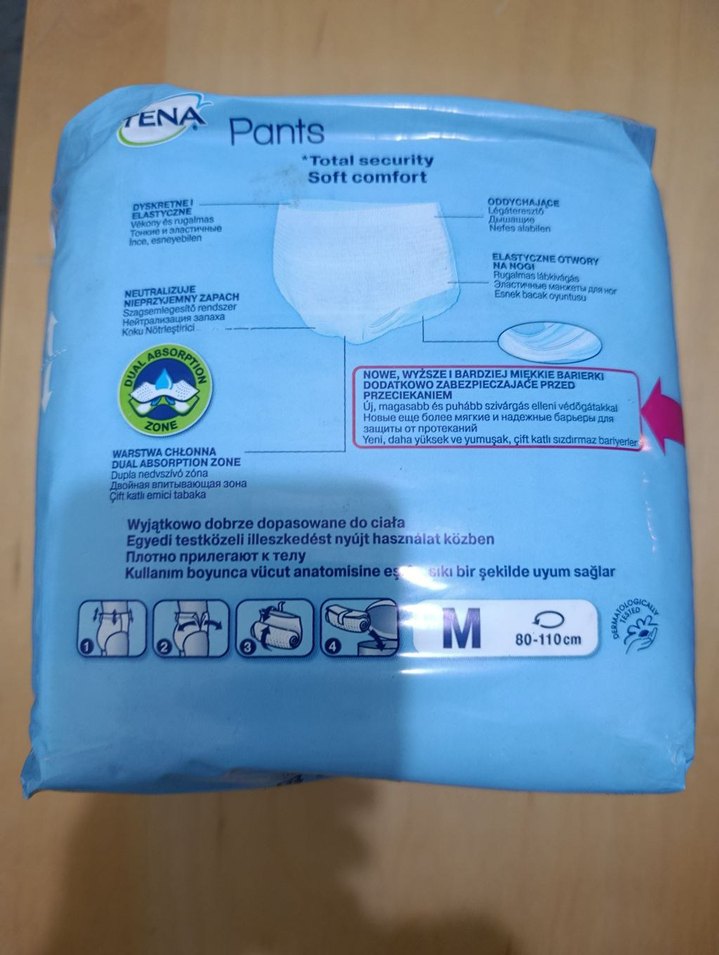 TENA Pants
*Total security
Soft comfort
DYSKRETNE I
ELASTYCZNE
Vékony és rugalmas
Тонкие и эластичные
İnce, esneyebilen
ODDYCHAJĄCE
Légáteresztő
Дышащие
Nefes alabilen
ELASTYCZNE OTWORY
NA NOGI
Rugalmas lábkivágás
Эластичные манжеты для ног
Esnek bacak oyuntusu
NEUTRALIZUJE
NIEPRZYJEMNY ZAPACH
Szagsemlegesítő rendszer
Нейтрализация запаха
Koku Nötrleştirici
DUAL ABSORPTION
ZONE
NOWE, WYŻSZE I BARDZIEJ MIĘKKIE BARIERKI
DODATKOWO ZABEZPIECZAJĄCE PRZED
PRZECIEKANIEM
Új, magasabb és puhább szivárgás elleni védőgátakkal
Новые еще более мягкие и надежные барьеры для
защиты от протеканий
Yeni, daha yüksek ve yumuşak, çift katlı sızdırmaz bariyerler
WARSTWA CHŁONNA
DUAL ABSORPTION ZONE
Dupla nedvszívó zóna
Двойная впитывающая зона
Çift katlı emici tabaka
Wyjątkowo dobrze dopasowane do ciała
Egyedi testközeli illeszkedést nyújt használat közben
Плотно прилегают к телу
Kullanım boyunca vücut anatomisine sıkı bir şekilde uyum sağlar
1 2 3 4
M 80-110cm
DERMATOLOGICALLY
TESTED